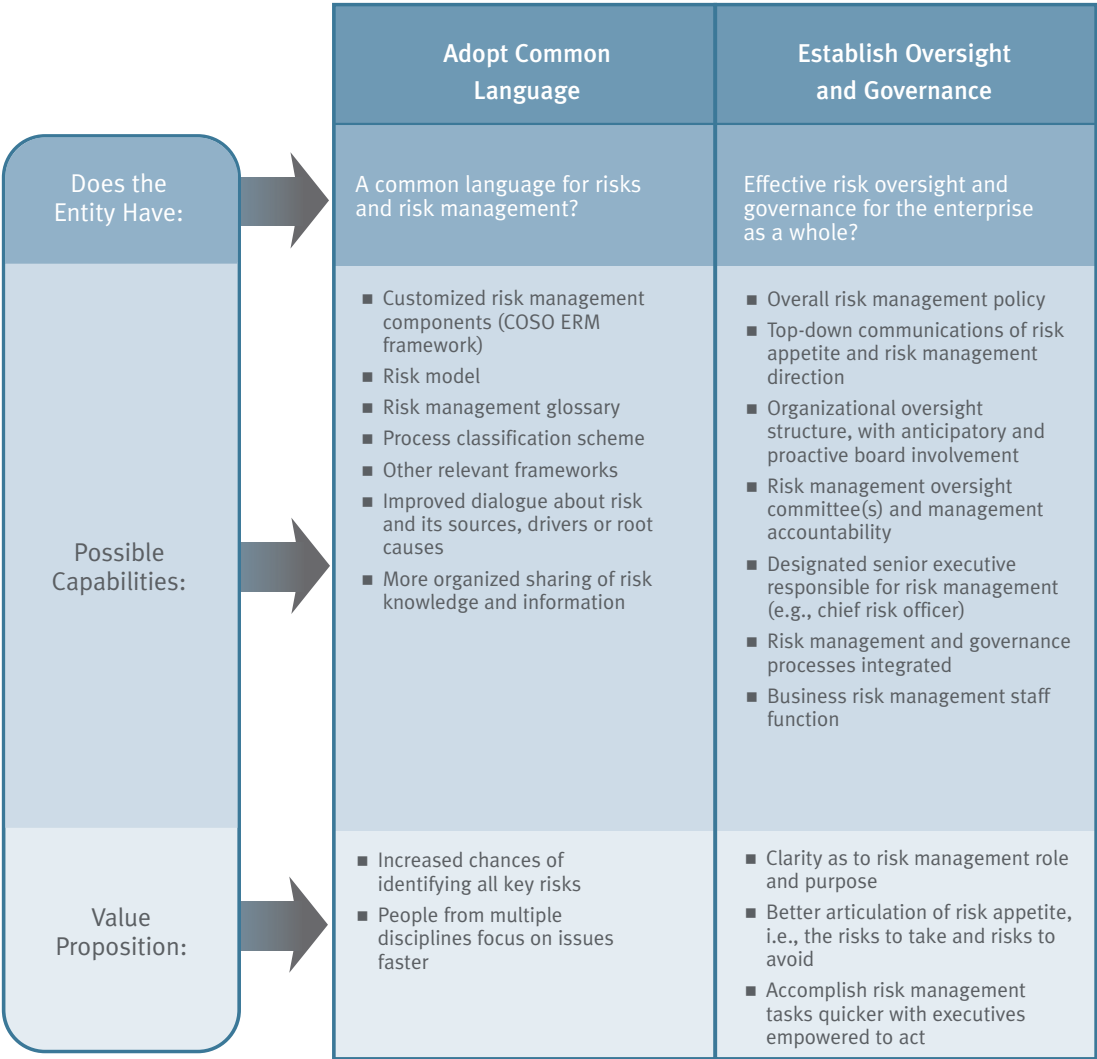 Adopt Common
Language
Establish Oversight
and Governance
Does the
Entity Have:
A common language for risks
and risk management?
Effective risk oversight and
governance for the enterprise
as a whole?
Possible
Capabilities:
■ Customized risk management
components (COSO ERM
framework)
■ Risk model
■ Risk management glossary
■ Process classification scheme
■ Other relevant frameworks
■ Improved dialogue about risk
and its sources, drivers or root
causes
■ More organized sharing of risk
knowledge and information
■ Overall risk management policy
■ Top-down communications of risk
appetite and risk management
direction
■ Organizational oversight
structure, with anticipatory and
proactive board involvement
■ Risk management oversight
committee(s) and management
accountability
■ Designated senior executive
responsible for risk management
(e.g., chief risk officer)
■ Risk management and governance
processes integrated
■ Business risk management staff
function
Value
Proposition:
■ Increased chances of
identifying all key risks
■ People from multiple
disciplines focus on issues
faster
■ Clarity as to risk management role
and purpose
■ Better articulation of risk appetite,
i.e., the risks to take and risks to
avoid
■ Accomplish risk management
tasks quicker with executives
empowered to act